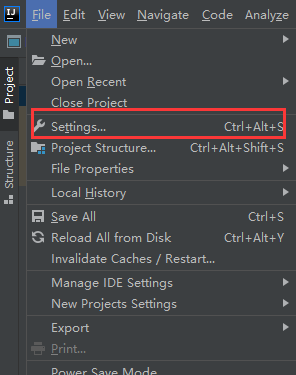 IJ File Edit View Navigate Code Analyze
Project
Structure
New
Open...
Open Recent
Close Project
Settings... Ctrl+Alt+S
Project Structure... Ctrl+Alt+Shift+S
File Properties
Local History
Save All Ctrl+S
Reload All from Disk Ctrl+Alt+Y
Invalidate Caches / Restart...
Manage IDE Settings
New Projects Settings
Export
Print...
Power Save Mode